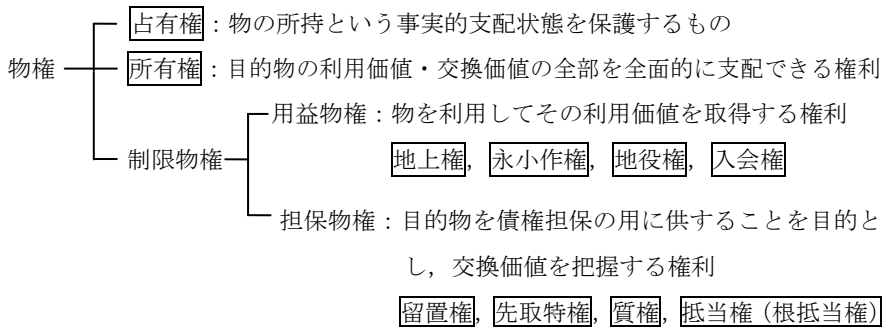 占有権：物の所持という事実的支配状態を保護するもの
物権
所有権：目的物の利用価値・交換価値の全部を全面的に支配できる権利
用益物権：物を利用してその利用価値を取得する権利
制限物権
地上権，永小作権，地役権，入会権
担保物権：目的物を債権担保の用に供することを目的と
し，交換価値を把握する権利
留置権，先取特権，質権，抵当権（根抵当権）